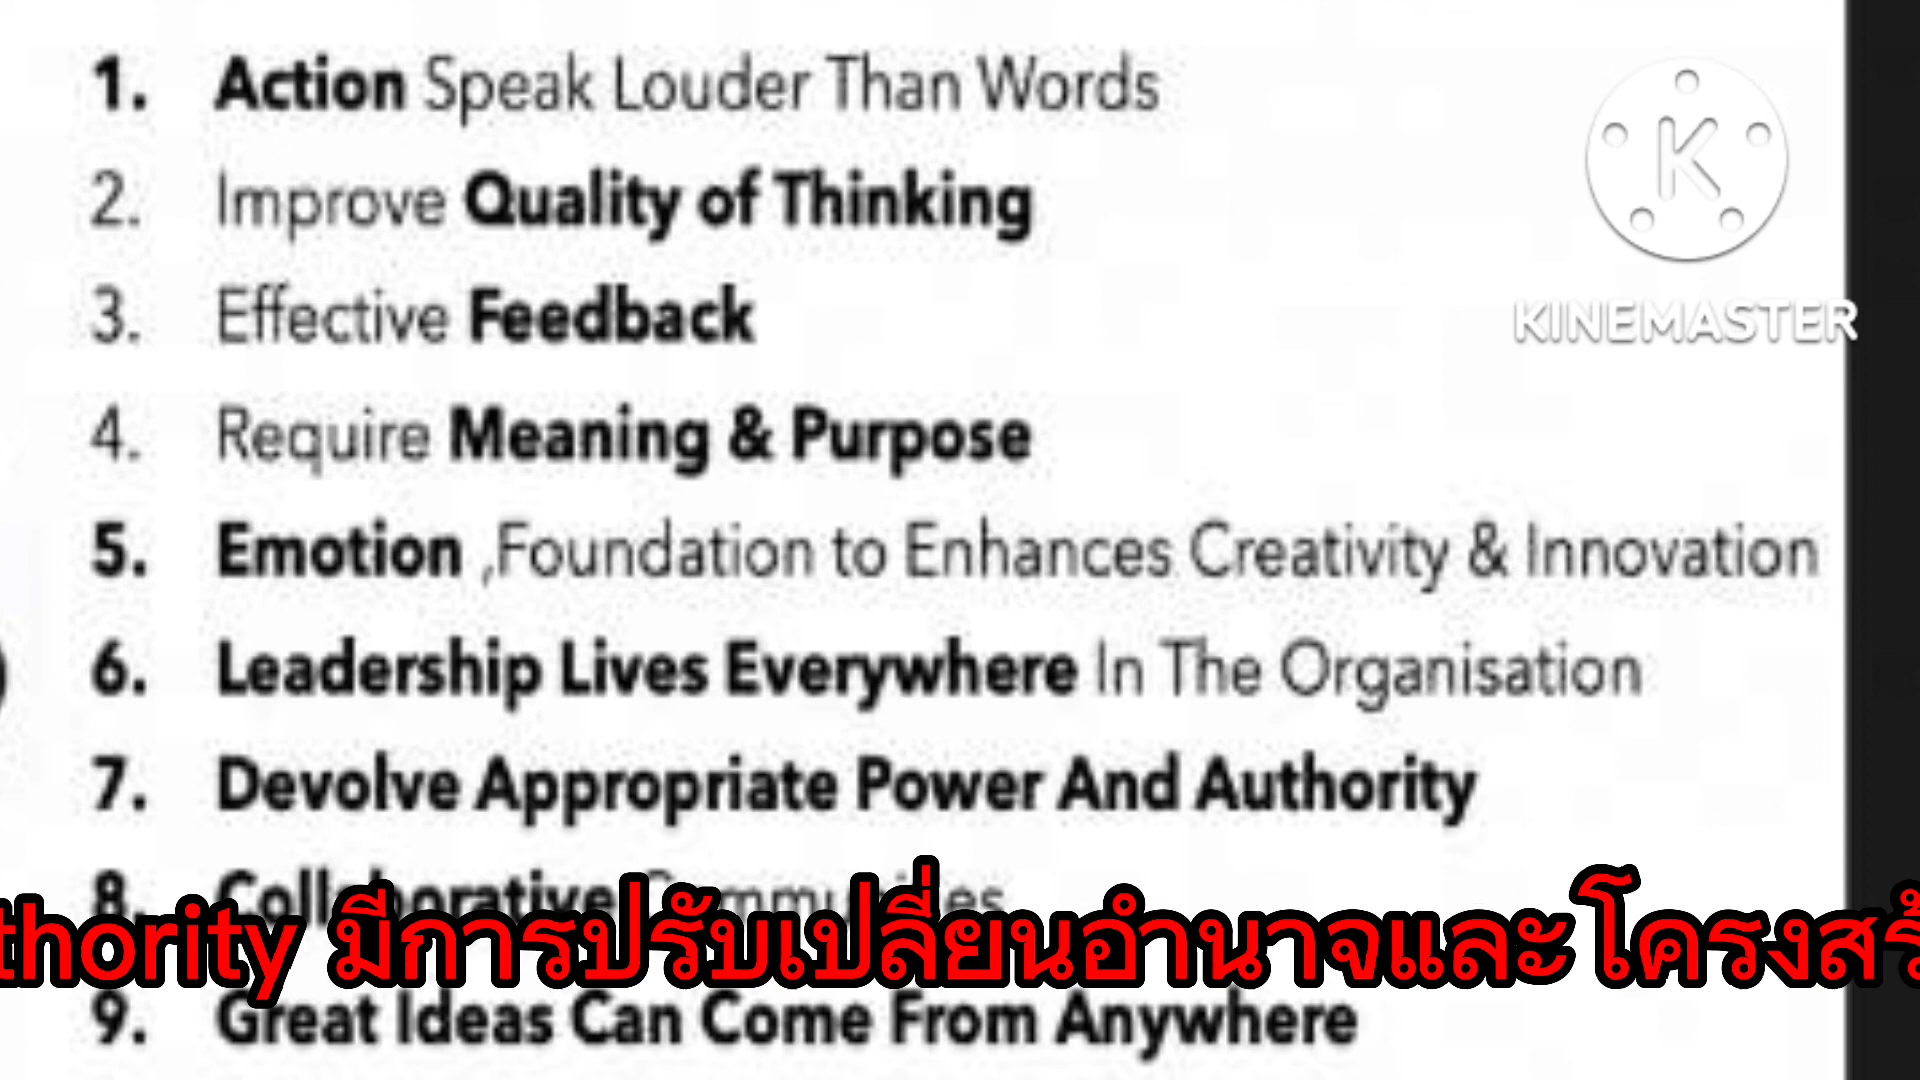 1. Action Speak Louder Than Words
2. Improve Quality of Thinking
3. Effective Feedback
4. Require Meaning & Purpose
5. Emotion ,Foundation to Enhances Creativity & Innovation
6. Leadership Lives Everywhere In The Organisation
7. Devolve Appropriate Power And Authority
8. Collaborative
thority มีการปรับเปลี่ยนอำนาจและโครงสร้
9. Great Ideas Can Come From Anywhere
K
KINEMASTER